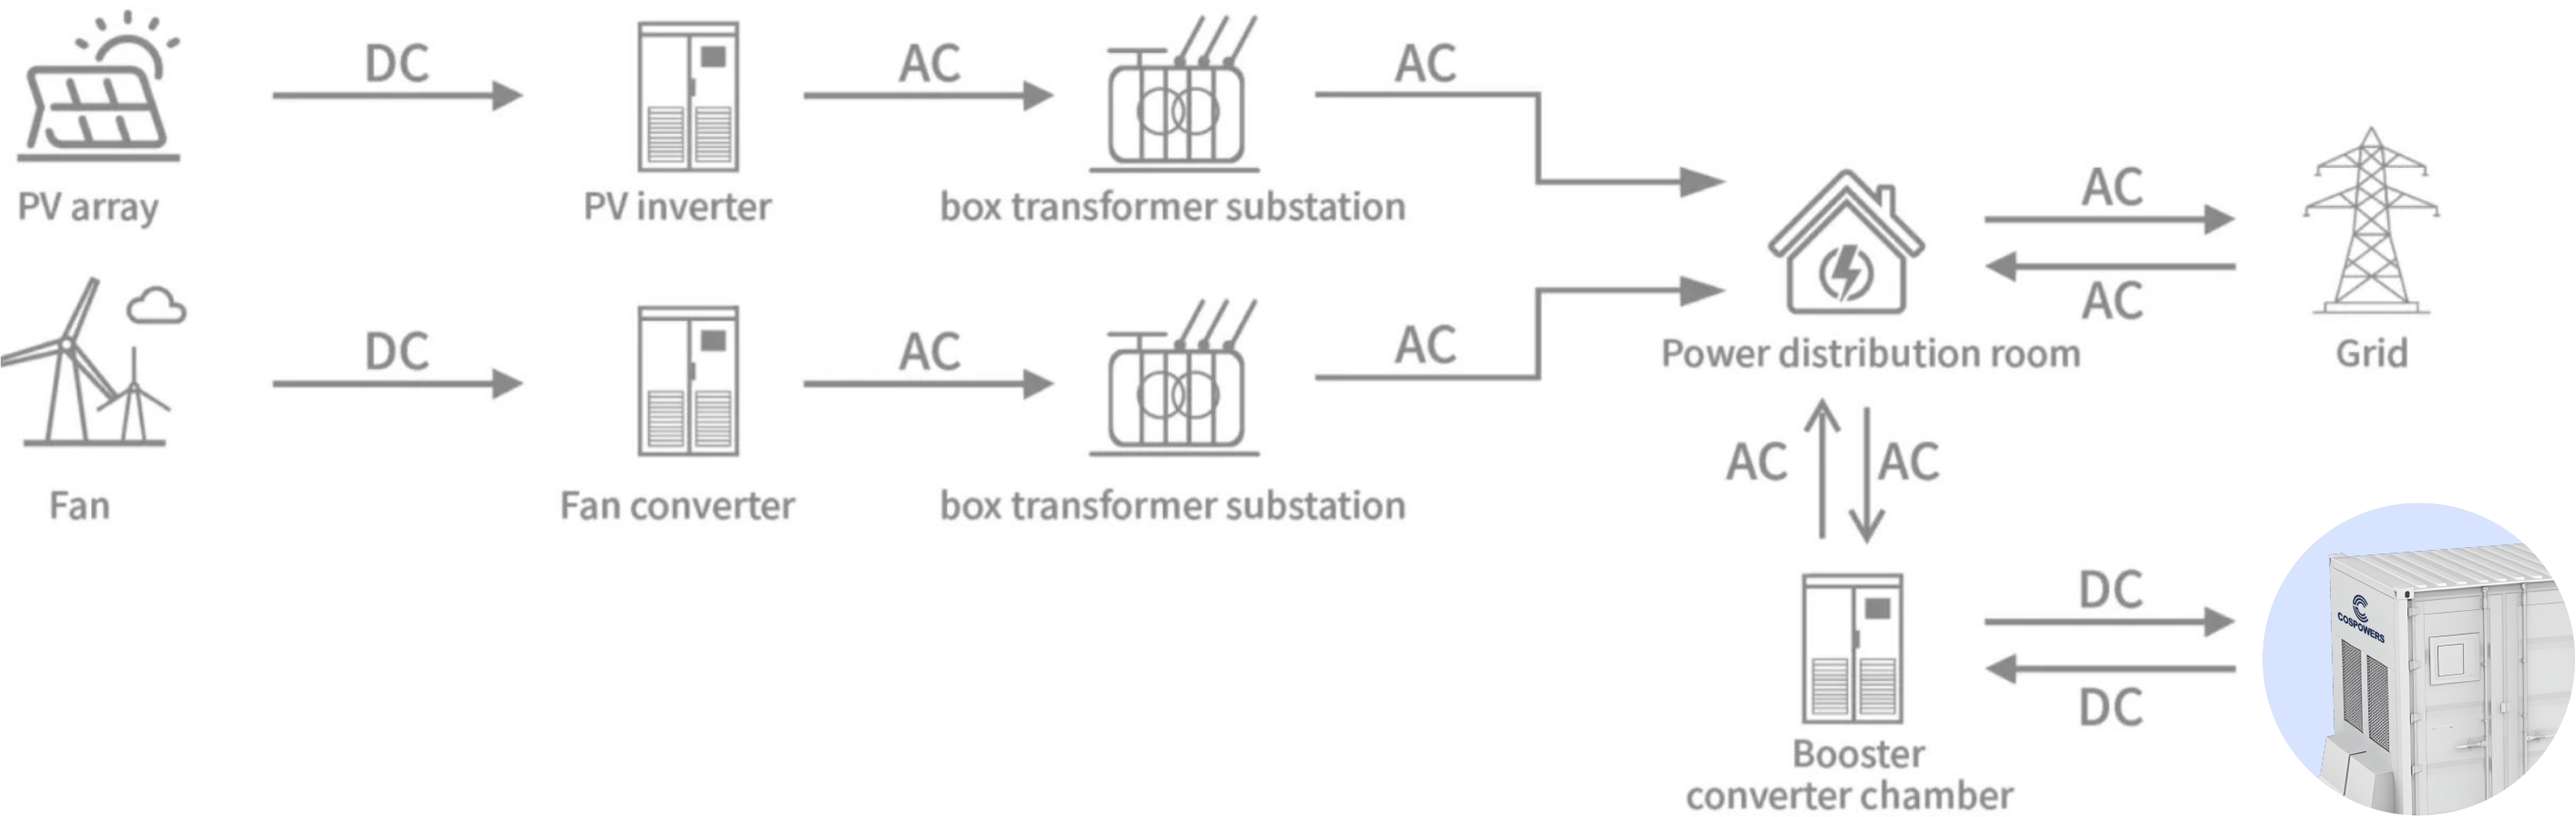 DC
AC
AC
PV array
PV inverter
box transformer substation
AC
AC
Power distribution room
Grid
DC
AC
AC
Fan
Fan converter
box transformer substation
AC
AC
DC
DC
Booster
converter chamber
COSPOWERS